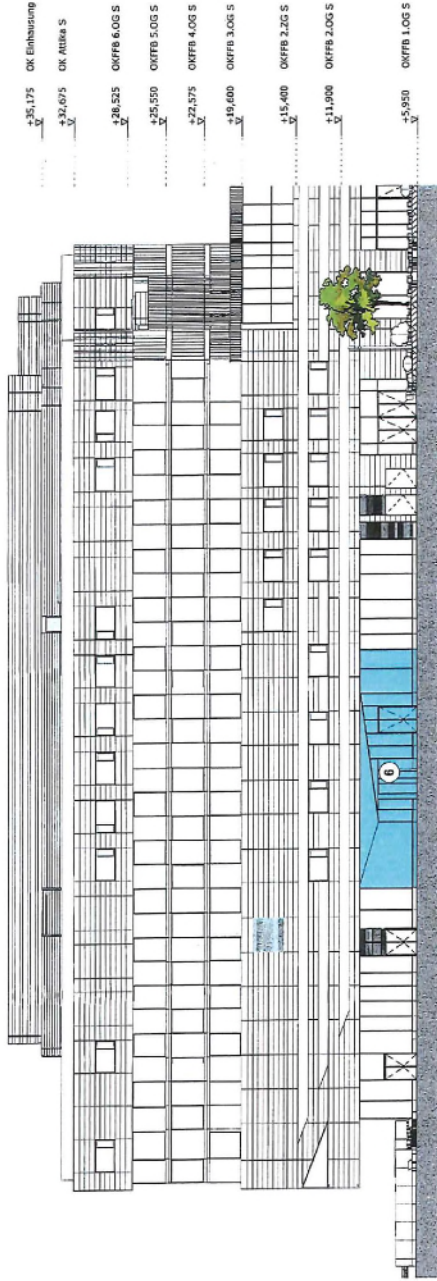 OK Einhausung
+35,175
OK Attika S
+32,675
OKFFB 6.OG S
+28,525
OKFFB 5.OG S
+25,550
OKFFB 4.OG S
+22,575
OKFFB 3.OG S
+19,600
OKFFB 2.ZG S
+15,400
OKFFB 2.OG S
+11,900
OKFFB 1.OG S
+5,950
6